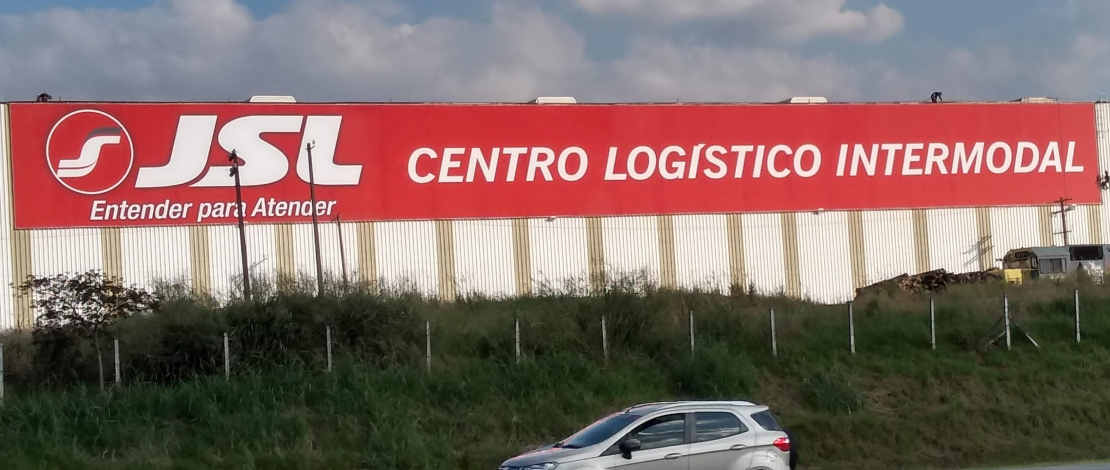 JSL
Entender para Atender
CENTRO LOGÍSTICO INTERMODAL